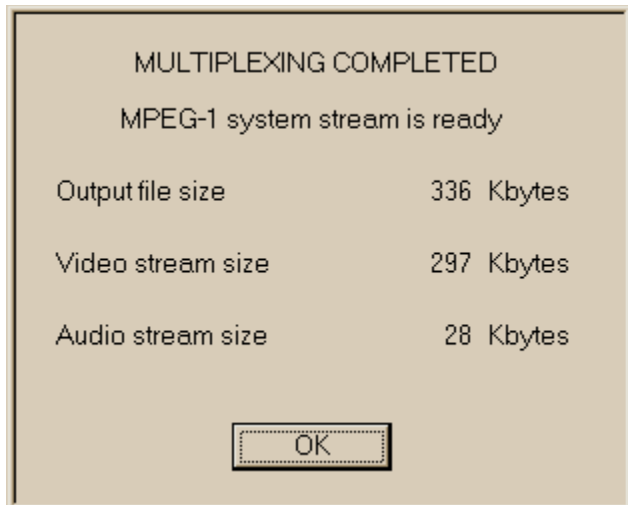 MULTIPLEXING COMPLETED
MPEG-1 system stream is ready
Output file size 336 Kbytes
Video stream size 297 Kbytes
Audio stream size 28 Kbytes
OK